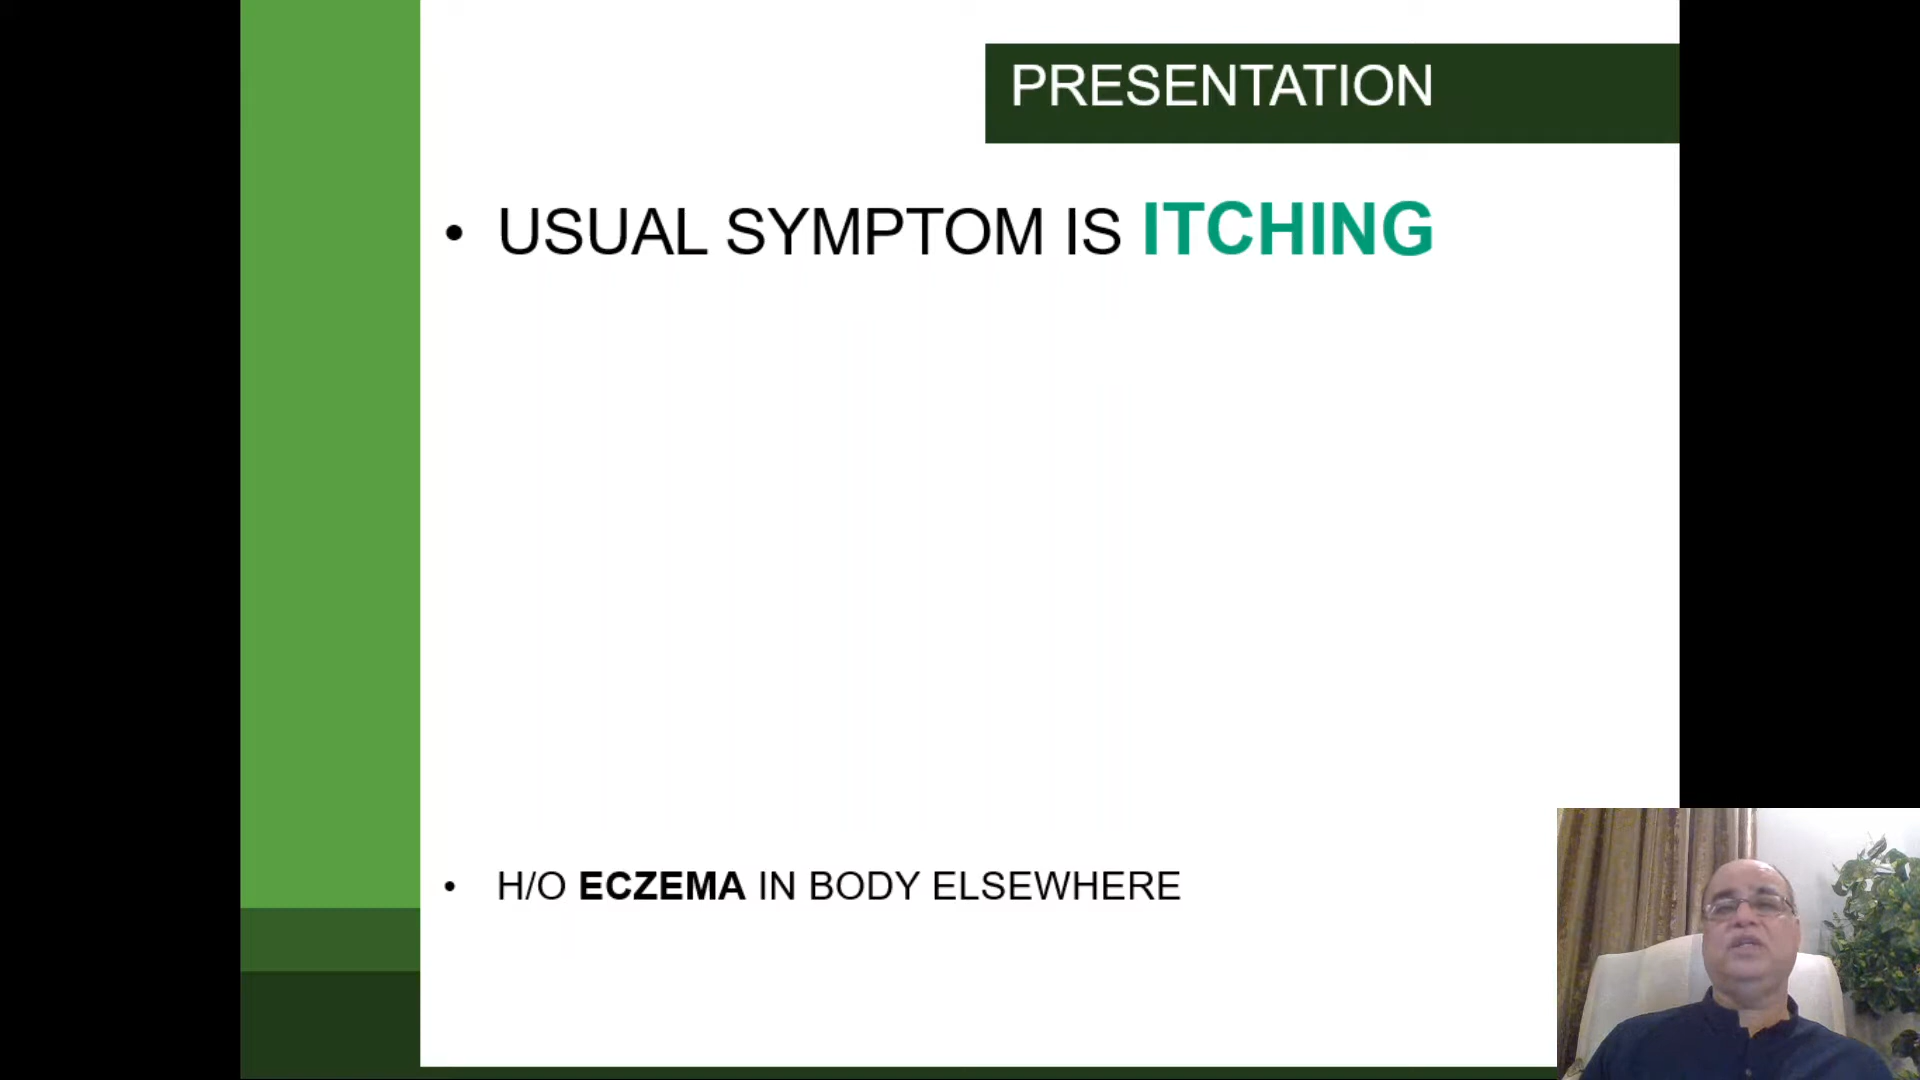 PRESENTATION
• USUAL SYMPTOM IS ITCHING
• H/O ECZEMA IN BODY ELSEWHERE